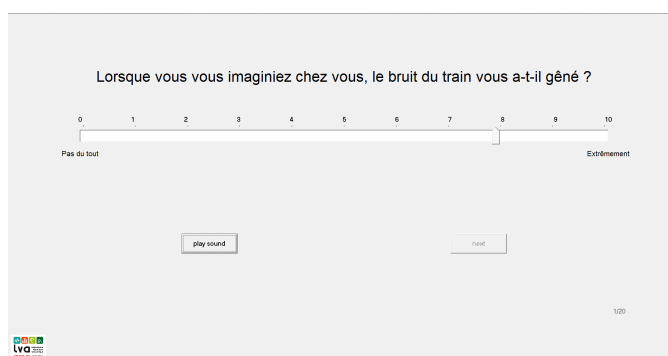 Lorsque vous vous imaginiez chez vous, le bruit du train vous a-t-il gêné ?
0 1 2 3 4 5 6 7 8 9 10
Pas du tout Extrêmement
play sound next
1/20
lva